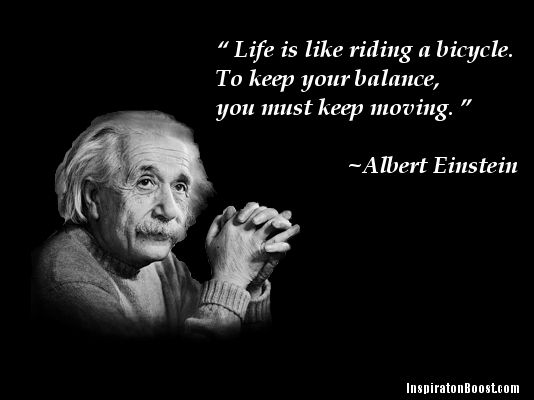 “ Life is like riding a bicycle.
To keep your balance,
you must keep moving. ”
~Albert Einstein
InspiratonBoost.com